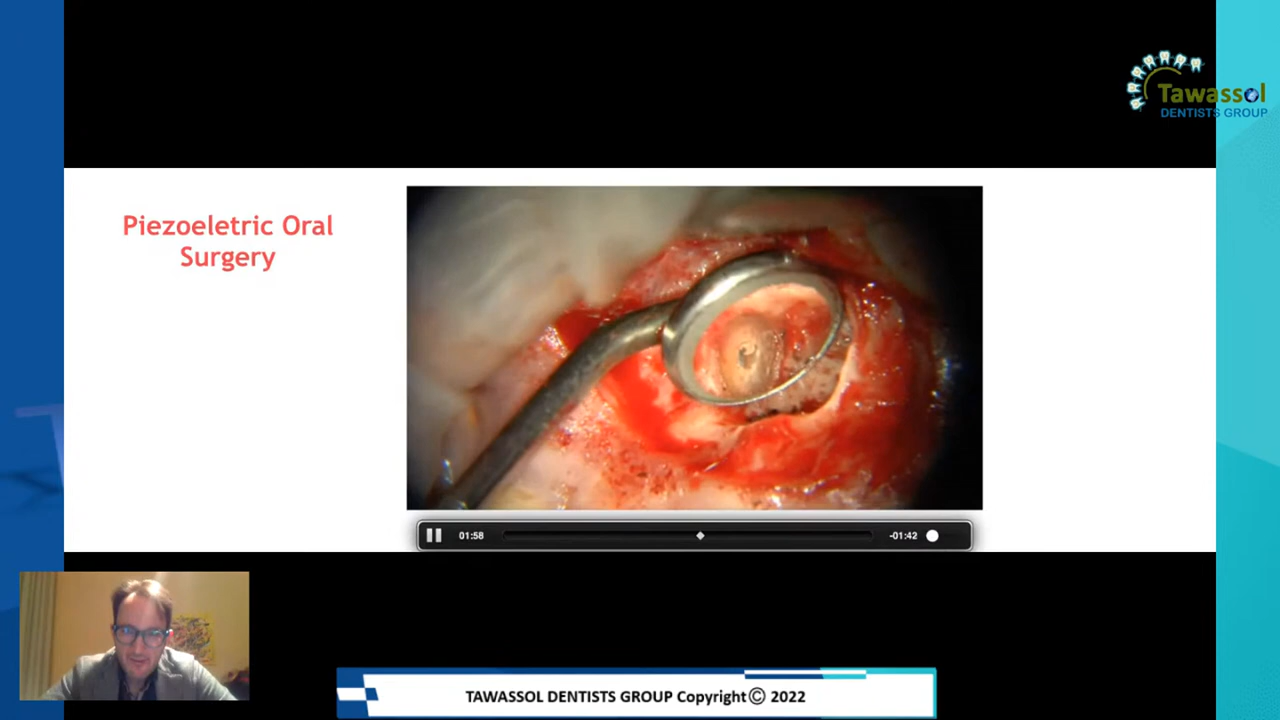 Tawassol
DENTISTS GROUP
Piezoeletric Oral
Surgery
01:58
-01:42
TAWASSOL DENTISTS GROUP Copyright© 2022